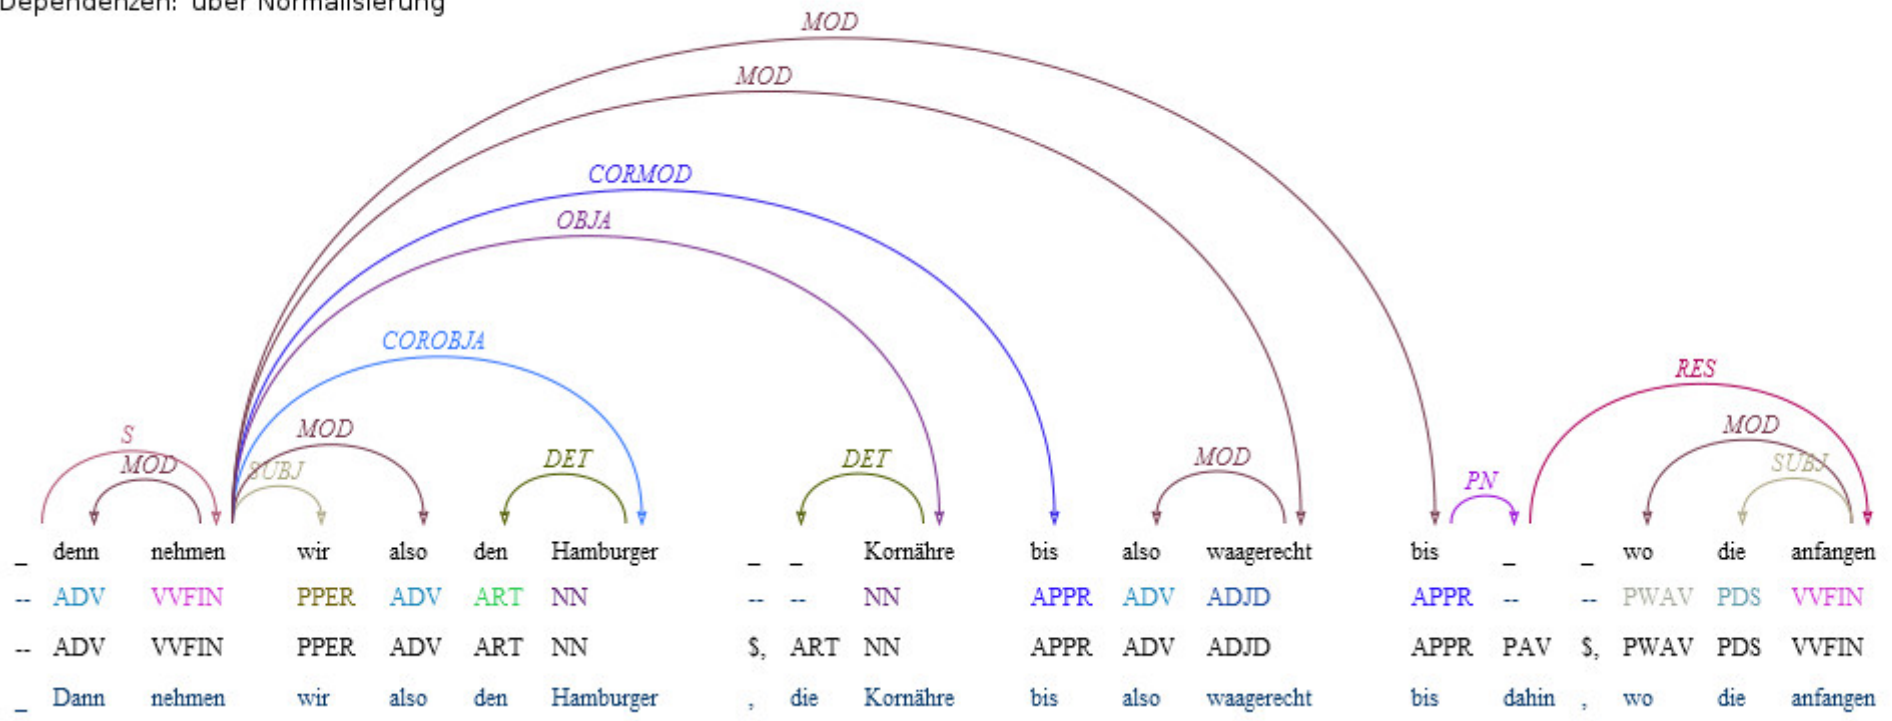 Dependenzen: über Normalisierung
MOD
MOD
CORMOD
OBJA
COROBJA
RES
S MOD MOD
MOD SUBJ DET DET MOD PN SUBJ
_ denn nehmen wir also den Hamburger _ _ Kornähre bis also waagerecht bis _ _ wo die anfangen
-- ADV VVFIN PPER ADV ART NN -- -- NN APPR ADV ADJD APPR -- -- PWAV PDS VVFIN
-- ADV VVFIN PPER ADV ART NN $, ART NN APPR ADV ADJD APPR PAV $, PWAV PDS VVFIN
_ Dann nehmen wir also den Hamburger , die Kornähre bis also waagerecht bis dahin , wo die anfangen